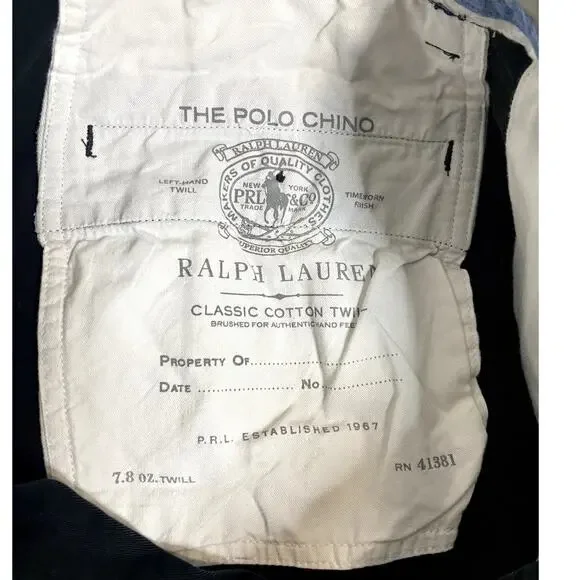 THE POLO CHINO
RALPH LAUREN
MAKERS OF QUALITY CLOTHES
LEFT-HAND
TWILL
NEW YORK
PRL &Co
TRADE MARK
TIMEWORN
FINISH
SUPERIOR QUALITY
RALPH LAUREN
CLASSIC COTTON TWI
BRUSHED FOR AUTHENTIC HAND FEE
PROPERTY OF
DATE No
P.R.L. ESTABLISHED 1967
7.8 OZ. TWILL
RN 41381